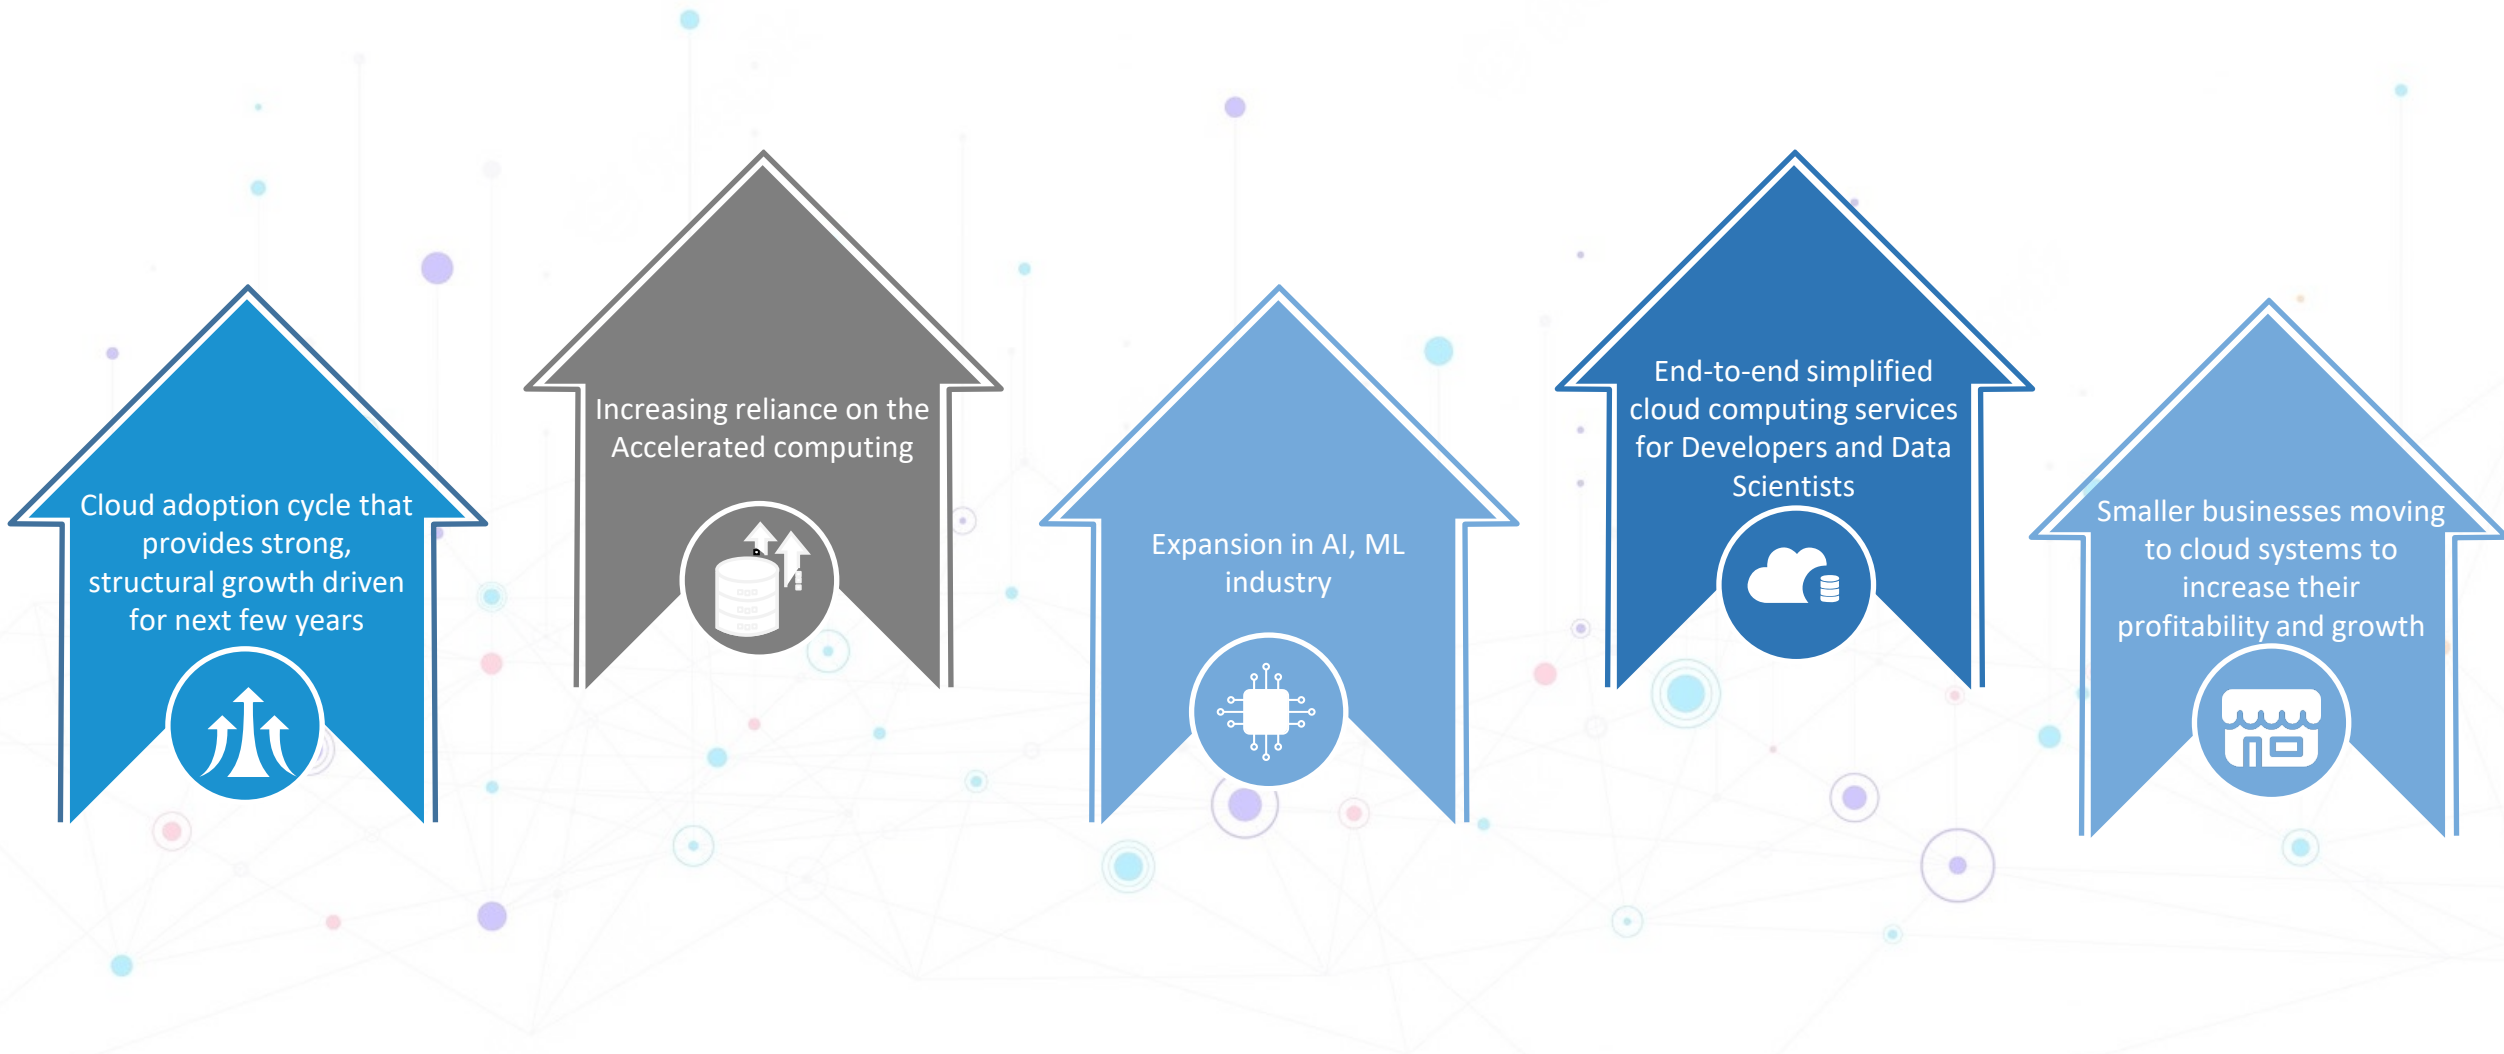 Cloud adoption cycle that
provides strong,
structural growth driven
for next few years
Increasing reliance on the
Accelerated computing
Expansion in AI, ML
industry
End-to-end simplified
cloud computing services
for Developers and Data
Scientists
Smaller businesses moving
to cloud systems to
increase their
profitability and growth